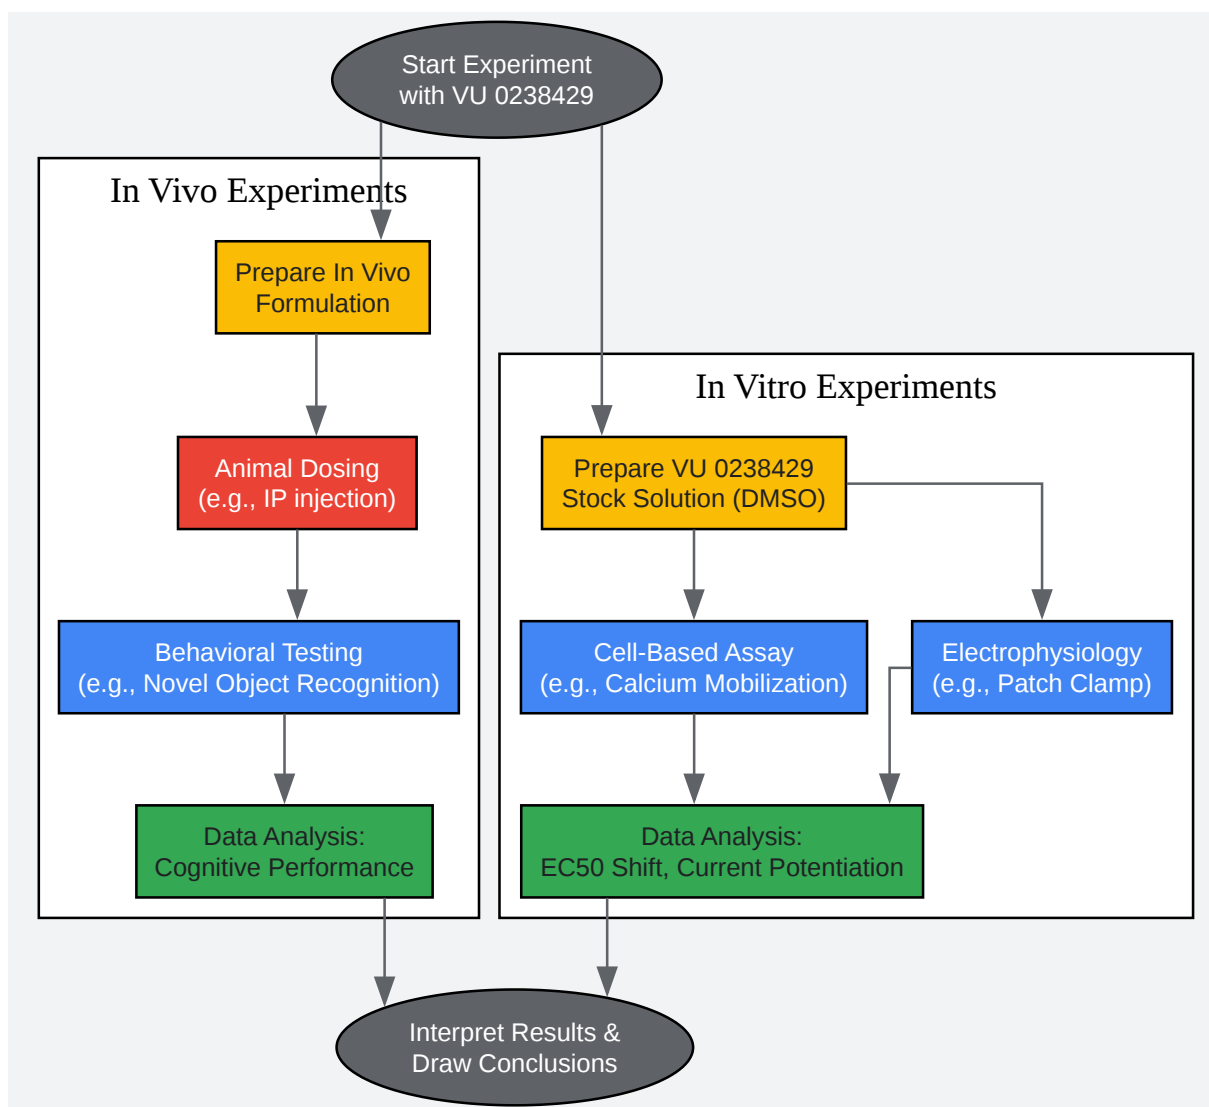 Start Experiment
with VU 0238429
In Vivo Experiments
Prepare In Vivo
Formulation
Animal Dosing
(e.g., IP injection)
Behavioral Testing
(e.g., Novel Object Recognition)
Data Analysis:
Cognitive Performance
In Vitro Experiments
Prepare VU 0238429
Stock Solution (DMSO)
Cell-Based Assay
(e.g., Calcium Mobilization)
Electrophysiology
(e.g., Patch Clamp)
Data Analysis:
EC50 Shift, Current Potentiation
Interpret Results &
Draw Conclusions